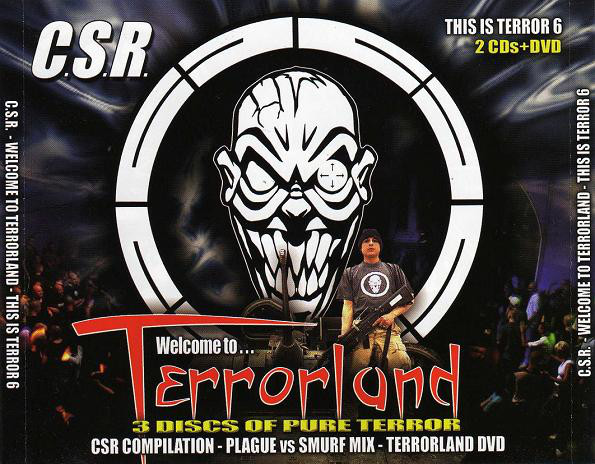 C.S.R.
THIS IS TERROR 6
2 CDs+DVD
C.S.R. - WELCOME TO TERRORLAND - THIS IS TERROR 6
Welcome to...
Terrorland
3 DISCS OF PURE TERROR
CSR COMPILATION - PLAGUE vs SMURF MIX - TERRORLAND DVD
C.S.R. - WELCOME TO TERRORLAND - THIS IS TERROR 6